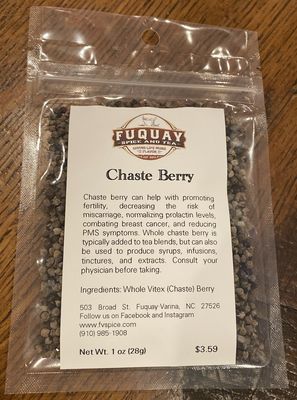 FUQUAY
SPICE AND TEA
GIVING LIFE MORE
FLAVOR
Chaste Berry
Chaste berry can help with promoting
fertility, decreasing the risk of
miscarriage, normalizing prolactin levels,
combating breast cancer, and reducing
PMS symptoms. Whole chaste berry is
typically added to tea blends, but can also
be used to produce syrups, infusions,
tinctures, and extracts. Consult your
physician before taking.
Ingredients: Whole Vitex (Chaste) Berry
503 Broad St. Fuquay-Varina, NC 27526
Follow us on Facebook and Instagram
www.fvspice.com
(910) 985-1908
Net Wt. 1 oz (28g) $3.59